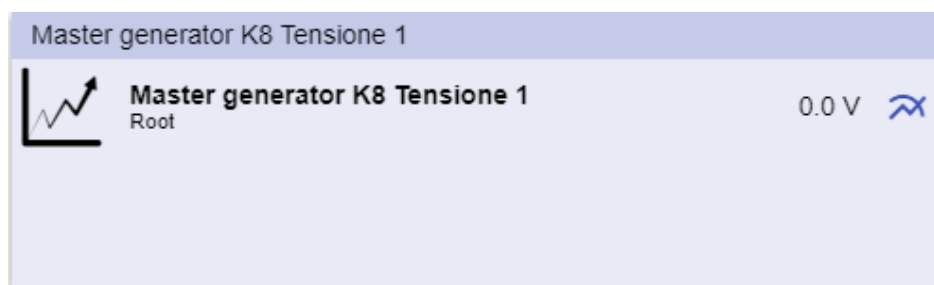 Master generator K8 Tensione 1
Master generator K8 Tensione 1
0.0 V
Root